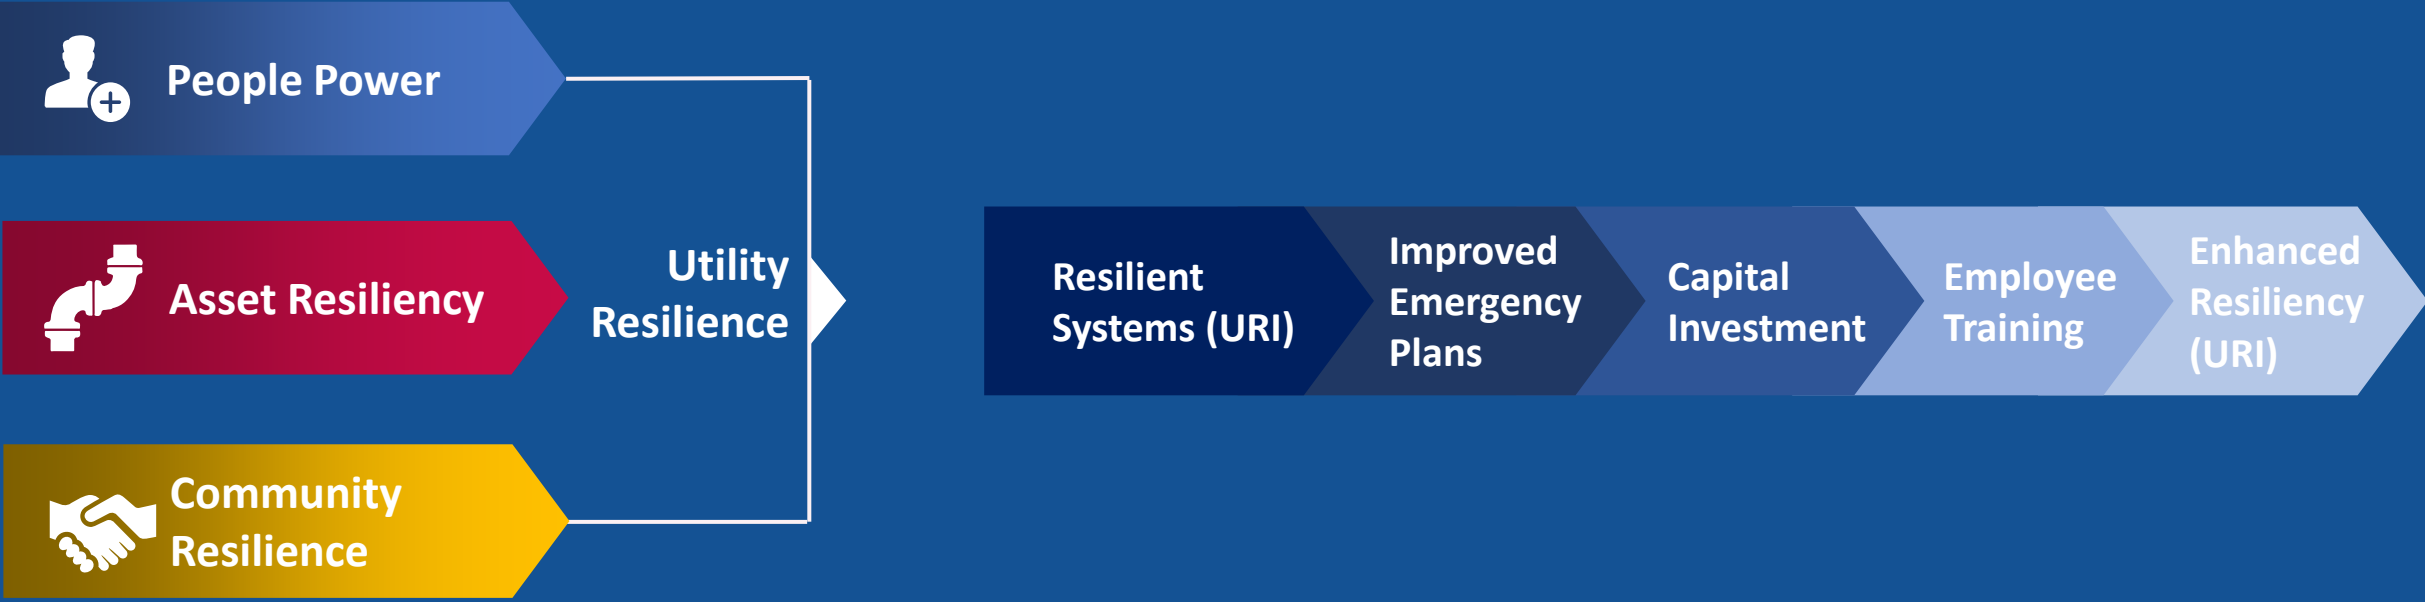 People Power
Asset Resiliency
Community
Resilience
Utility
Resilience
Resilient
Systems (URI)
Improved
Emergency
Plans
Capital
Investment
Employee
Training
Enhanced
Resiliency
(URI)